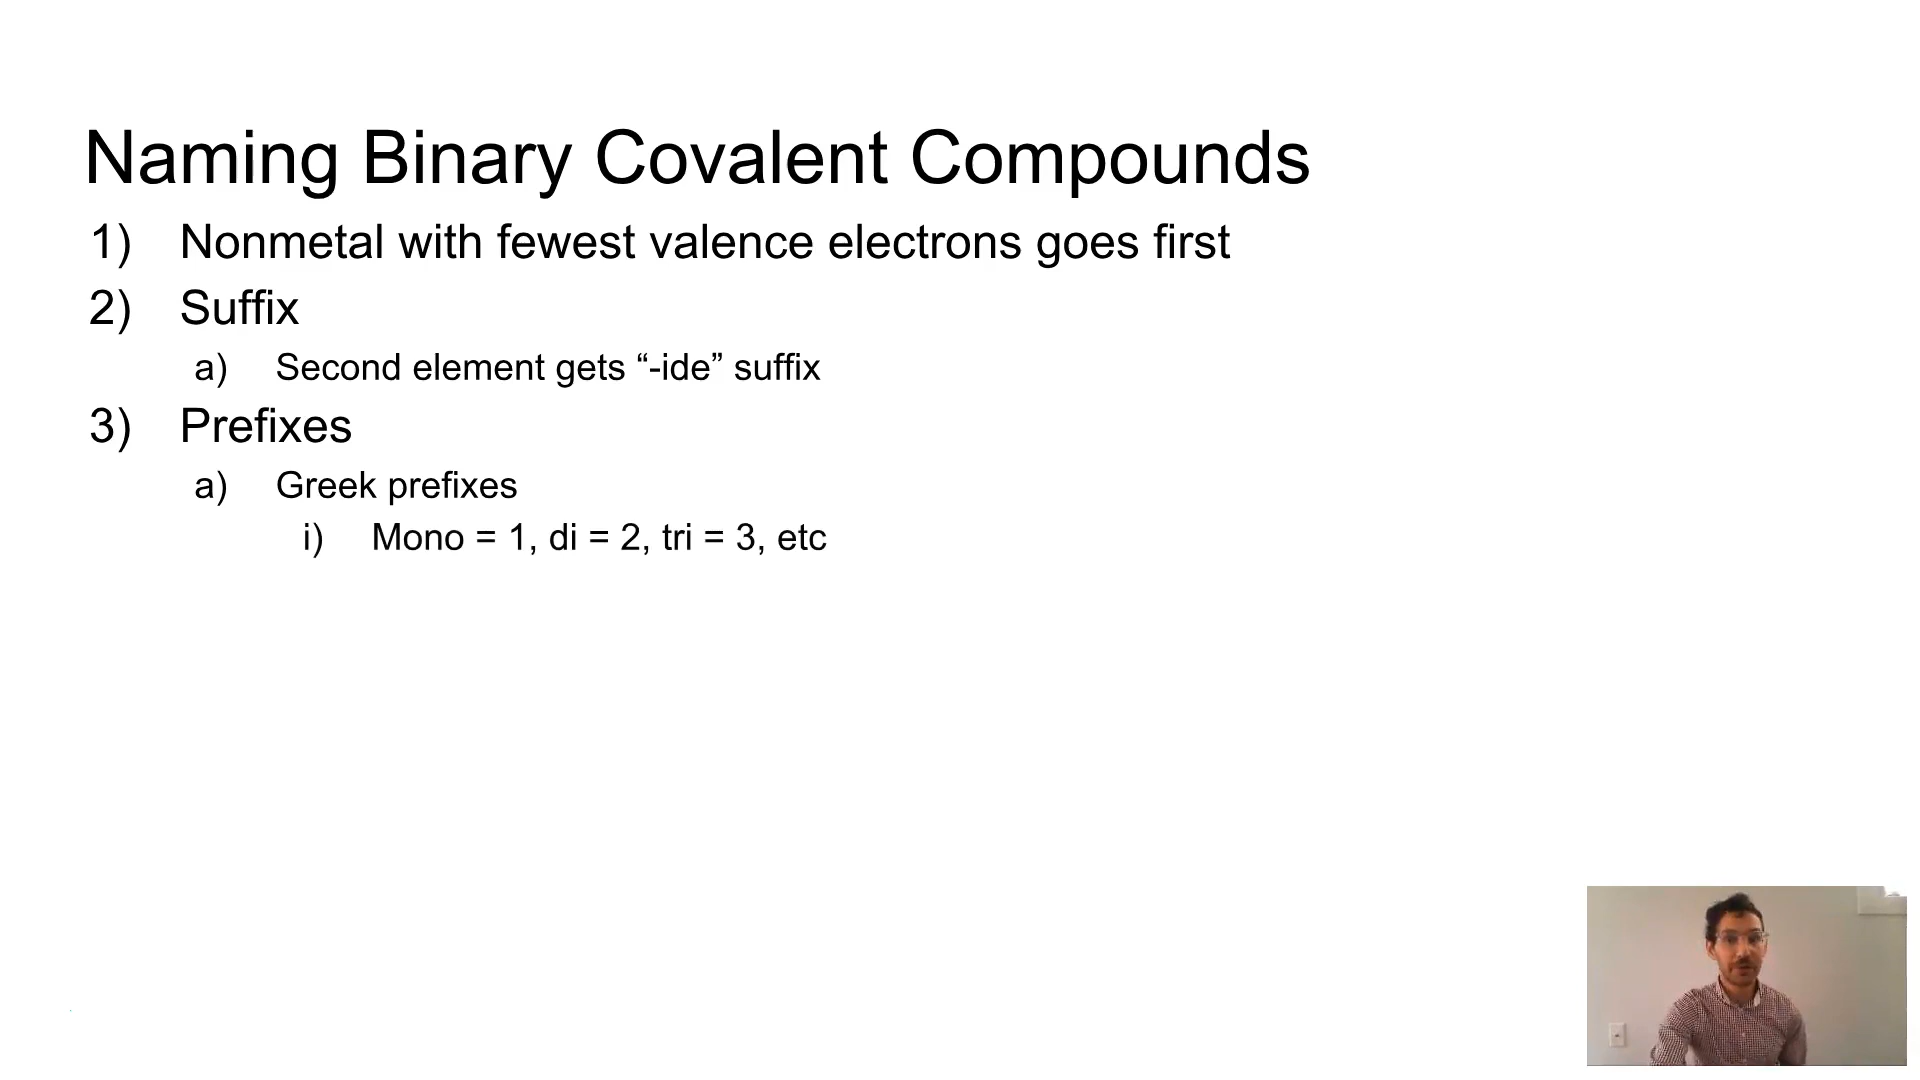 Naming Binary Covalent Compounds
1) Nonmetal with fewest valence electrons goes first
2) Suffix
a) Second element gets “-ide” suffix
3) Prefixes
a) Greek prefixes
i) Mono = 1, di = 2, tri = 3, etc